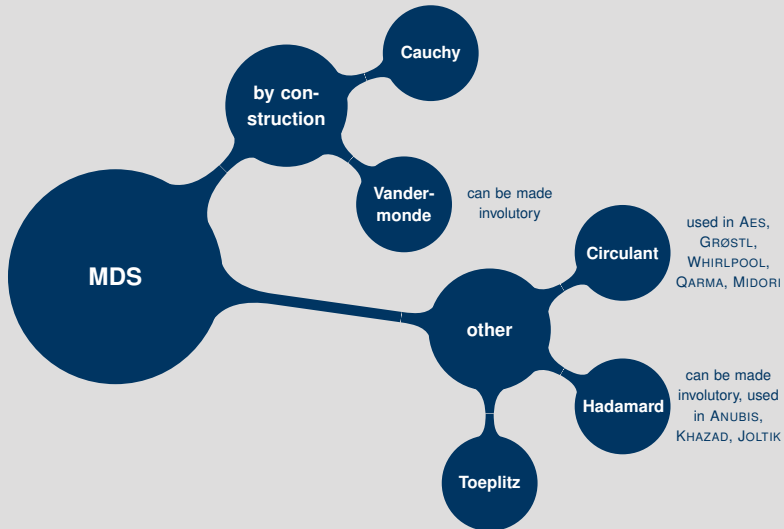 Cauchy
by con-
struction
Vander-
monde
can be made
involutory
MDS
Circulant
used in AES,
GRØSTL,
WHIRLPOOL,
QARMA, MIDORI
other
Hadamard
can be made
involutory, used
in ANUBIS,
KHAZAD, JOLTIK
Toeplitz